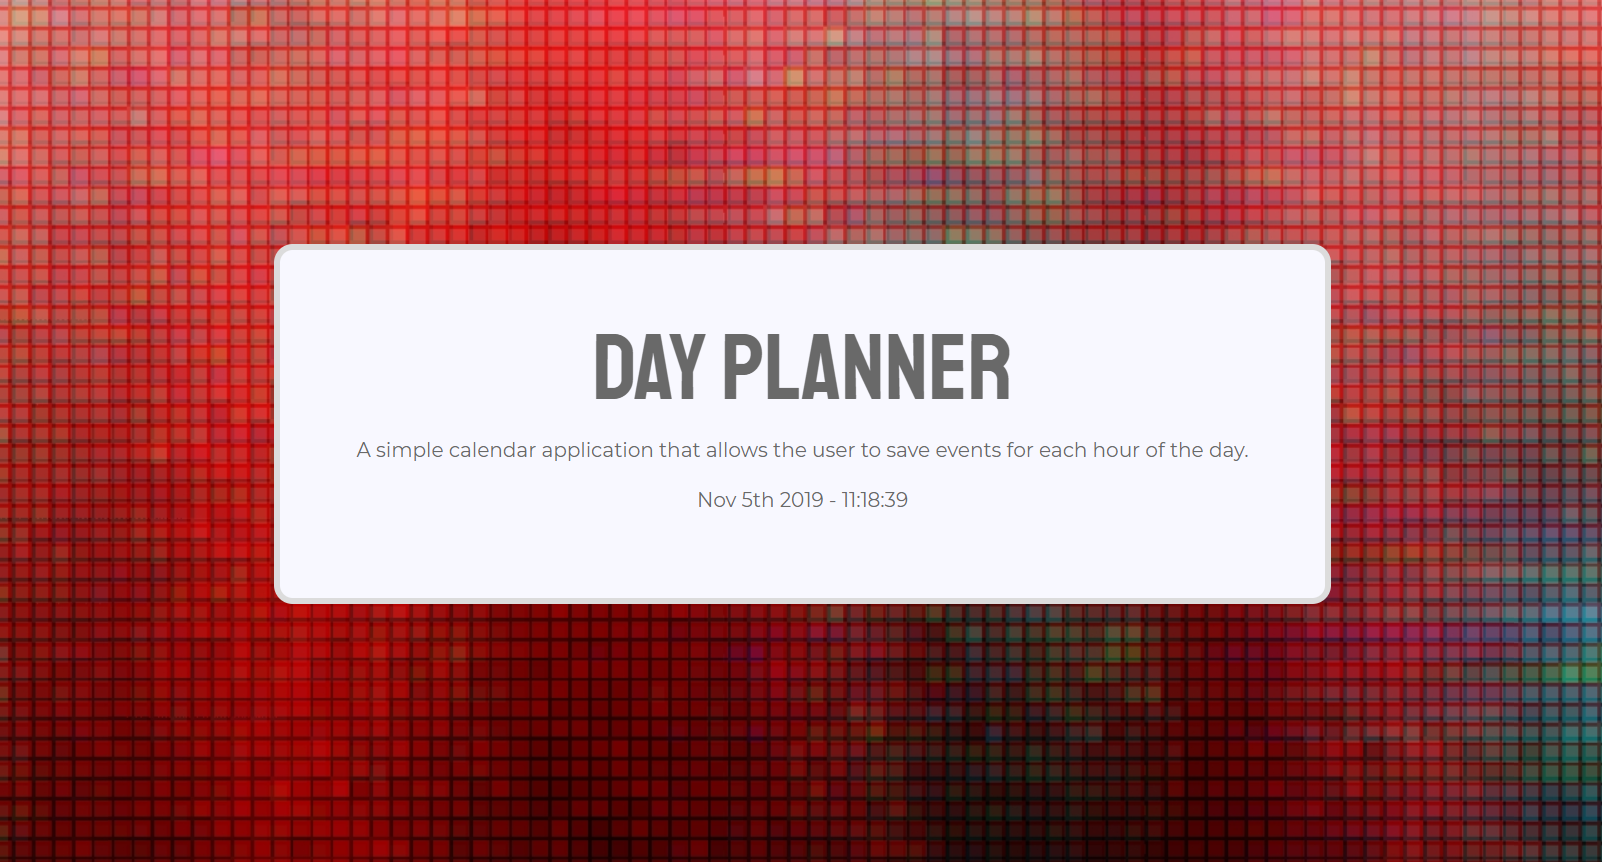 DAY PLANNER
A simple calendar application that allows the user to save events for each hour of the day.
Nov 5th 2019 - 11:18:39